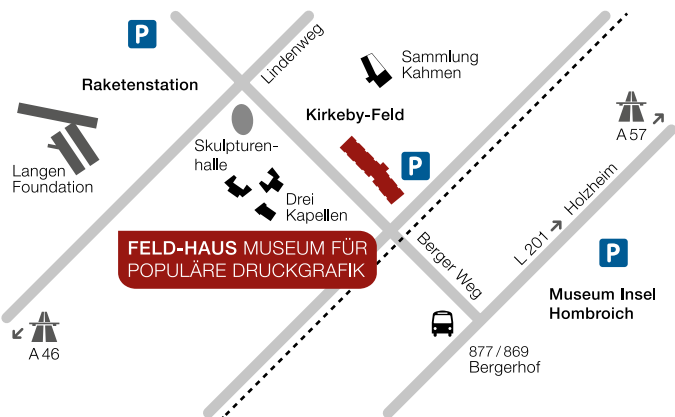 P
Lindenweg
Raketenstation
Sammlung
Kahmen
Kirkeby-Feld
A 57
Langen
Foundation
Skulpturen-
halle
P
Drei
Kapellen
L 201
Holzheim
FELD-HAUS MUSEUM FÜR
POPULÄRE DRUCKGRAFIK
Berger Weg
P
Museum Insel
Hombroich
A 46
877 / 869
Bergerhof